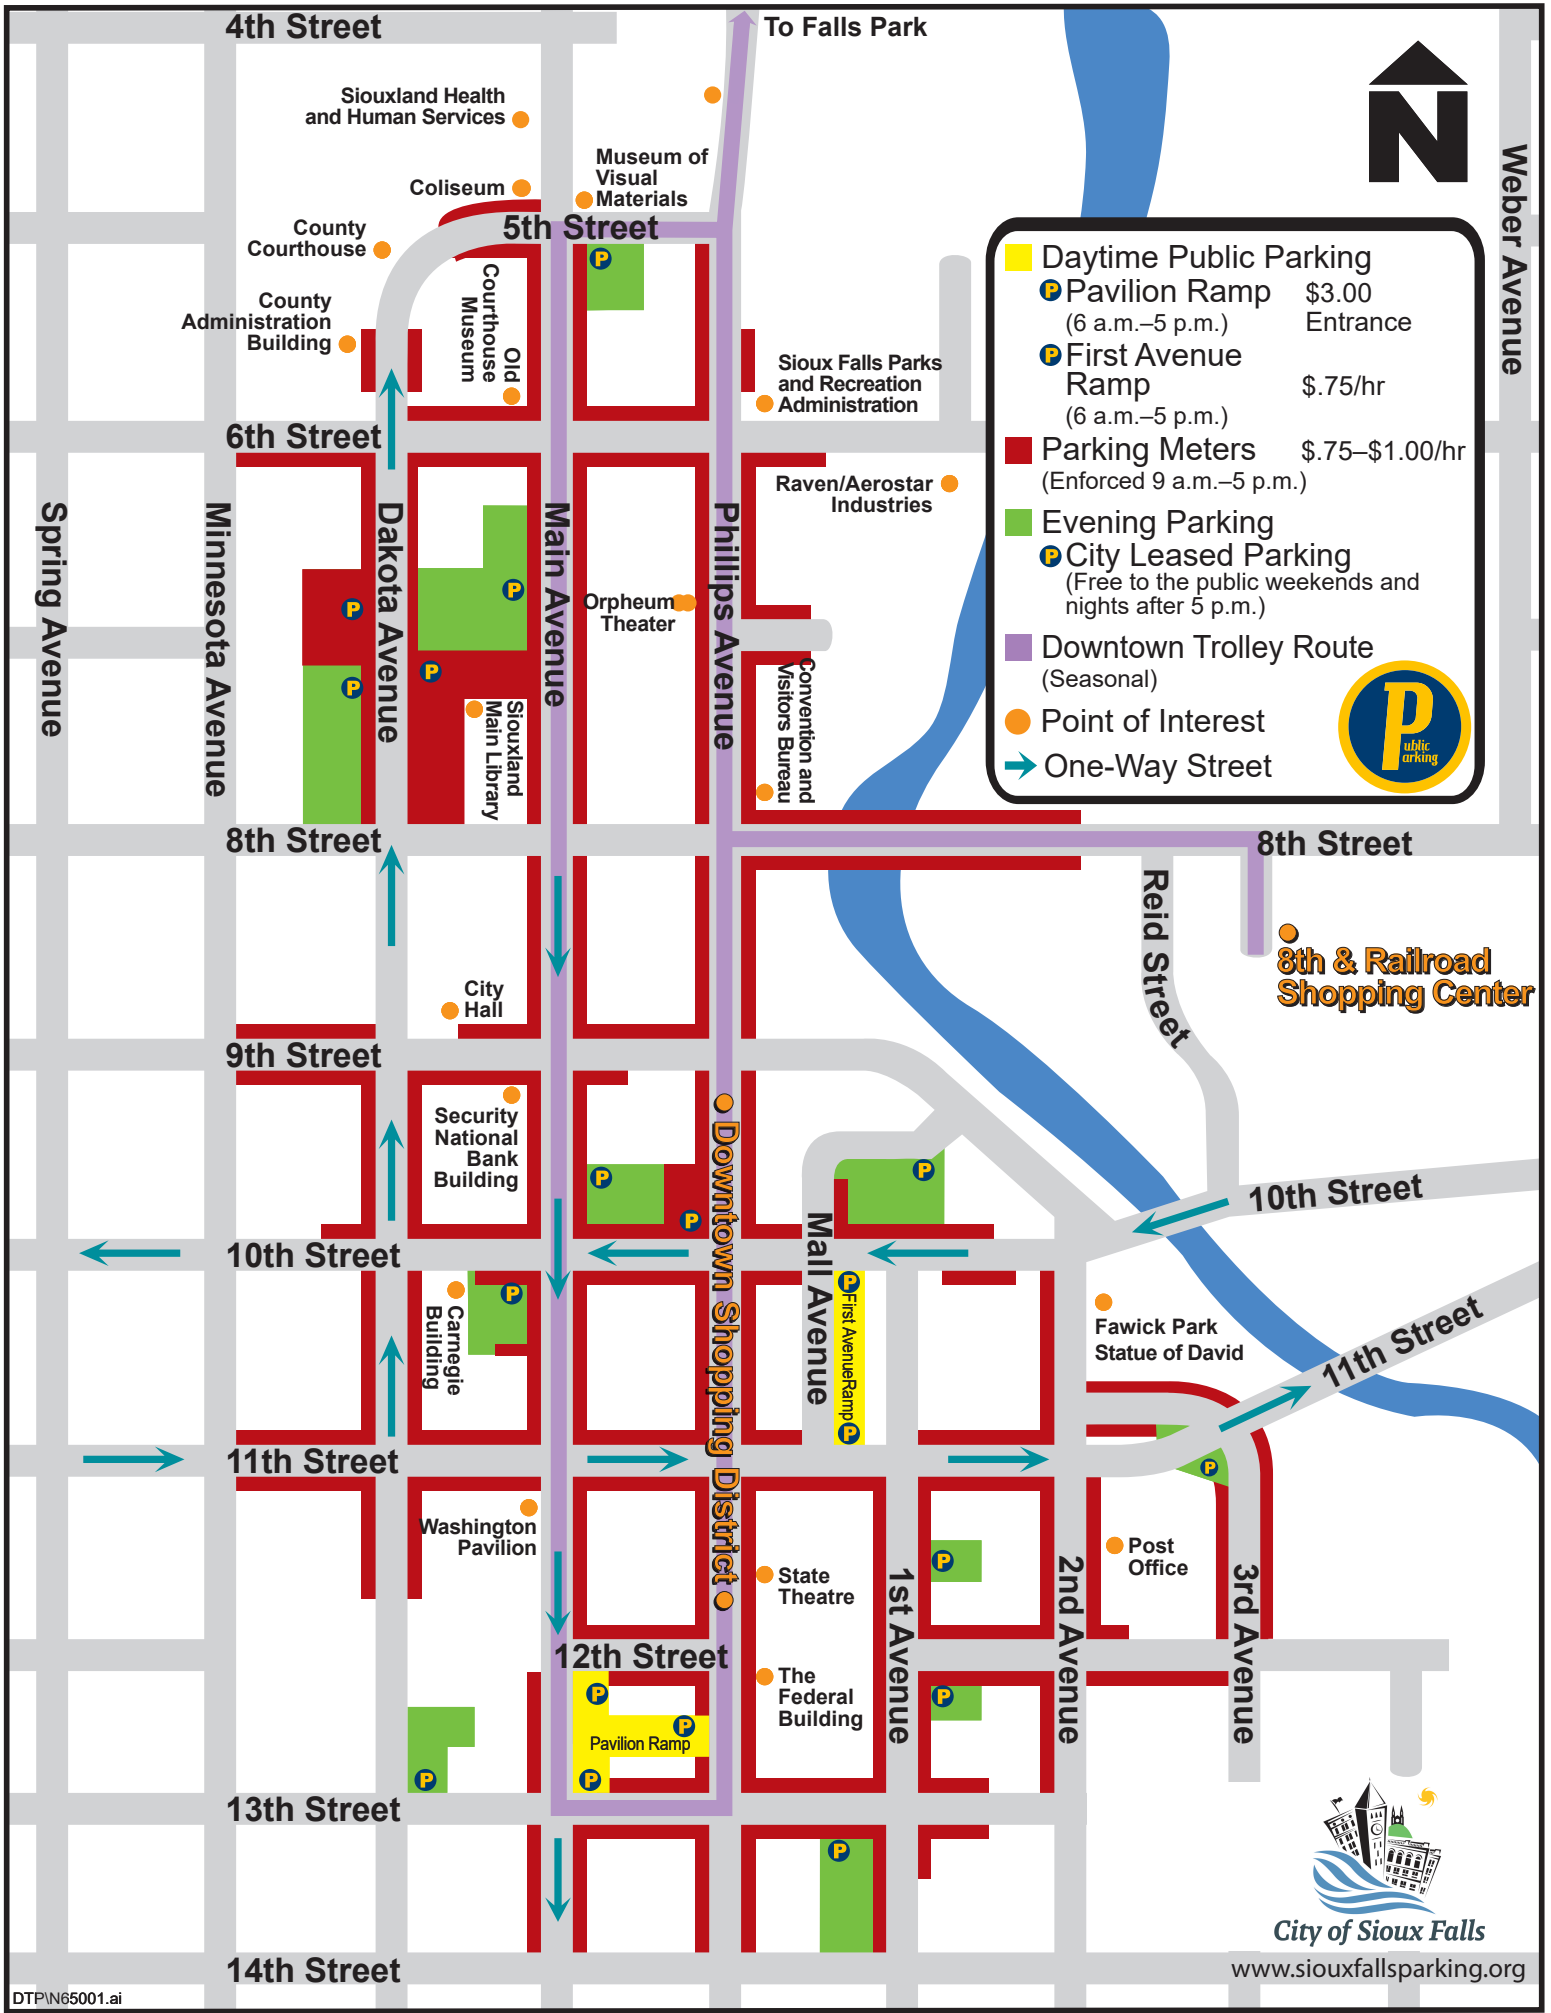 4th Street
To Falls Park
Siouxland Health
and Human Services
Museum of
Visual
Materials
Coliseum
5th Street
County
Courthouse
County
Administration
Building
Old
Courthouse
Museum
P
Sioux Falls Parks
and Recreation
Administration
Weber Avenue
N
Daytime Public Parking
P Pavilion Ramp $3.00
(6 a.m.–5 p.m.) Entrance
P First Avenue
Ramp $.75/hr
(6 a.m.–5 p.m.)
Parking Meters $.75–$1.00/hr
(Enforced 9 a.m.–5 p.m.)
Evening Parking
P City Leased Parking
(Free to the public weekends and
nights after 5 p.m.)
Downtown Trolley Route
(Seasonal)
Point of Interest
One-Way Street
Public
Parking
6th Street
Raven/Aerostar
Industries
Spring Avenue
Minnesota Avenue
Dakota Avenue
Main Avenue
Phillips Avenue
P
P
P
P
Orpheum
Theater
Siouxland
Main Library
Convention and
Visitors Bureau
8th Street
8th Street
Reid Street
8th & Railroad
Shopping Center
City
Hall
9th Street
Security
National
Bank
Building
P
P
P
Downtown Shopping District
Mall Avenue
10th Street
10th Street
Carnegie
Building
P
P
First AvenueRamp
P
Fawick Park
Statue of David
11th Street
11th Street
P
Washington
Pavilion
State
Theatre
P
Post
Office
1st Avenue
2nd Avenue
3rd Avenue
12th Street
The
Federal
Building
P
P
P
Pavilion Ramp
P
P
13th Street
P
City of Sioux Falls
www.siouxfallsparking.org
14th Street
DTP\N65001.ai